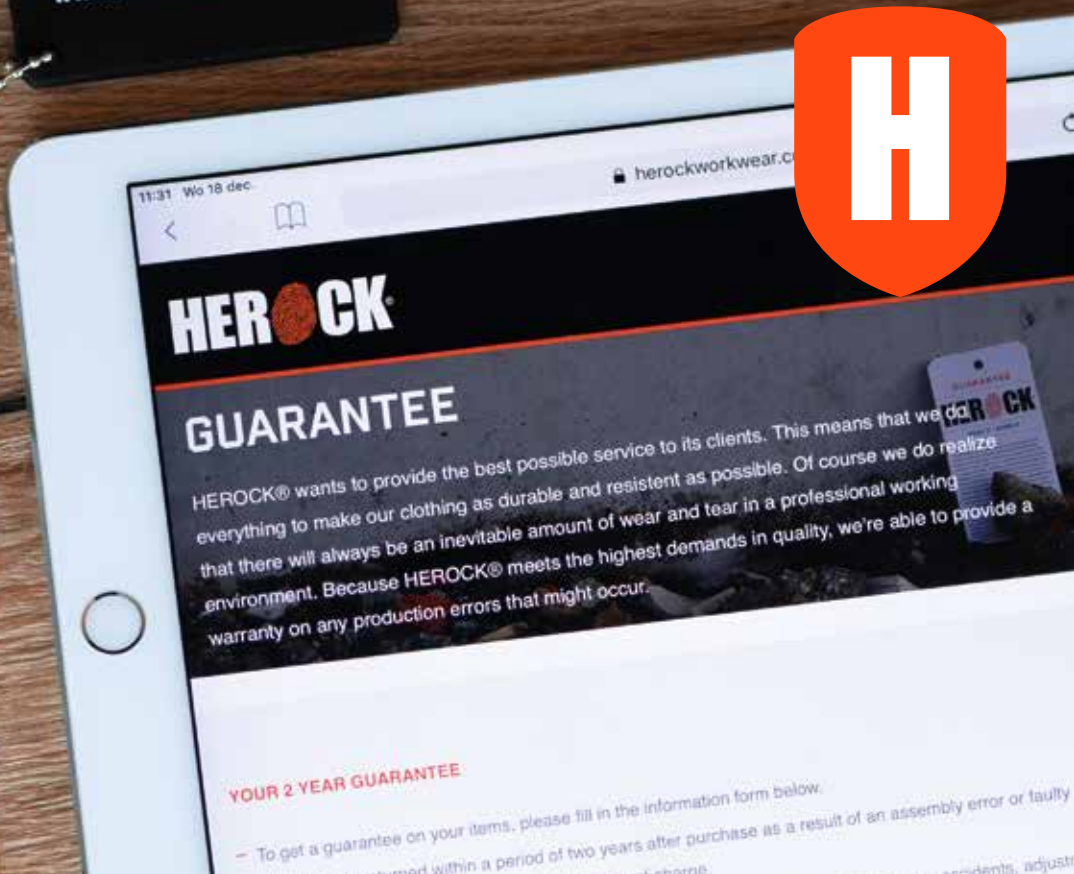 H
11:31 Wo 18 dec.
herockworkwear.c
HEROCK®
GUARANTEE
HEROCK® wants to provide the best possible service to its clients. This means that we do
everything to make our clothing as durable and resistent as possible. Of course we do realize
that there will always be an inevitable amount of wear and tear in a professional working
environment. Because HEROCK® meets the highest demands in quality, we're able to provide a
warranty on any production errors that might occur.
GUARANTEE
HEROCK
YOUR 2 YEAR GUARANTEE
– To get a guarantee on your items, please fill in the information form below.
within a period of two years after purchase as a result of an assembly error or faulty
of charge.
accidents,